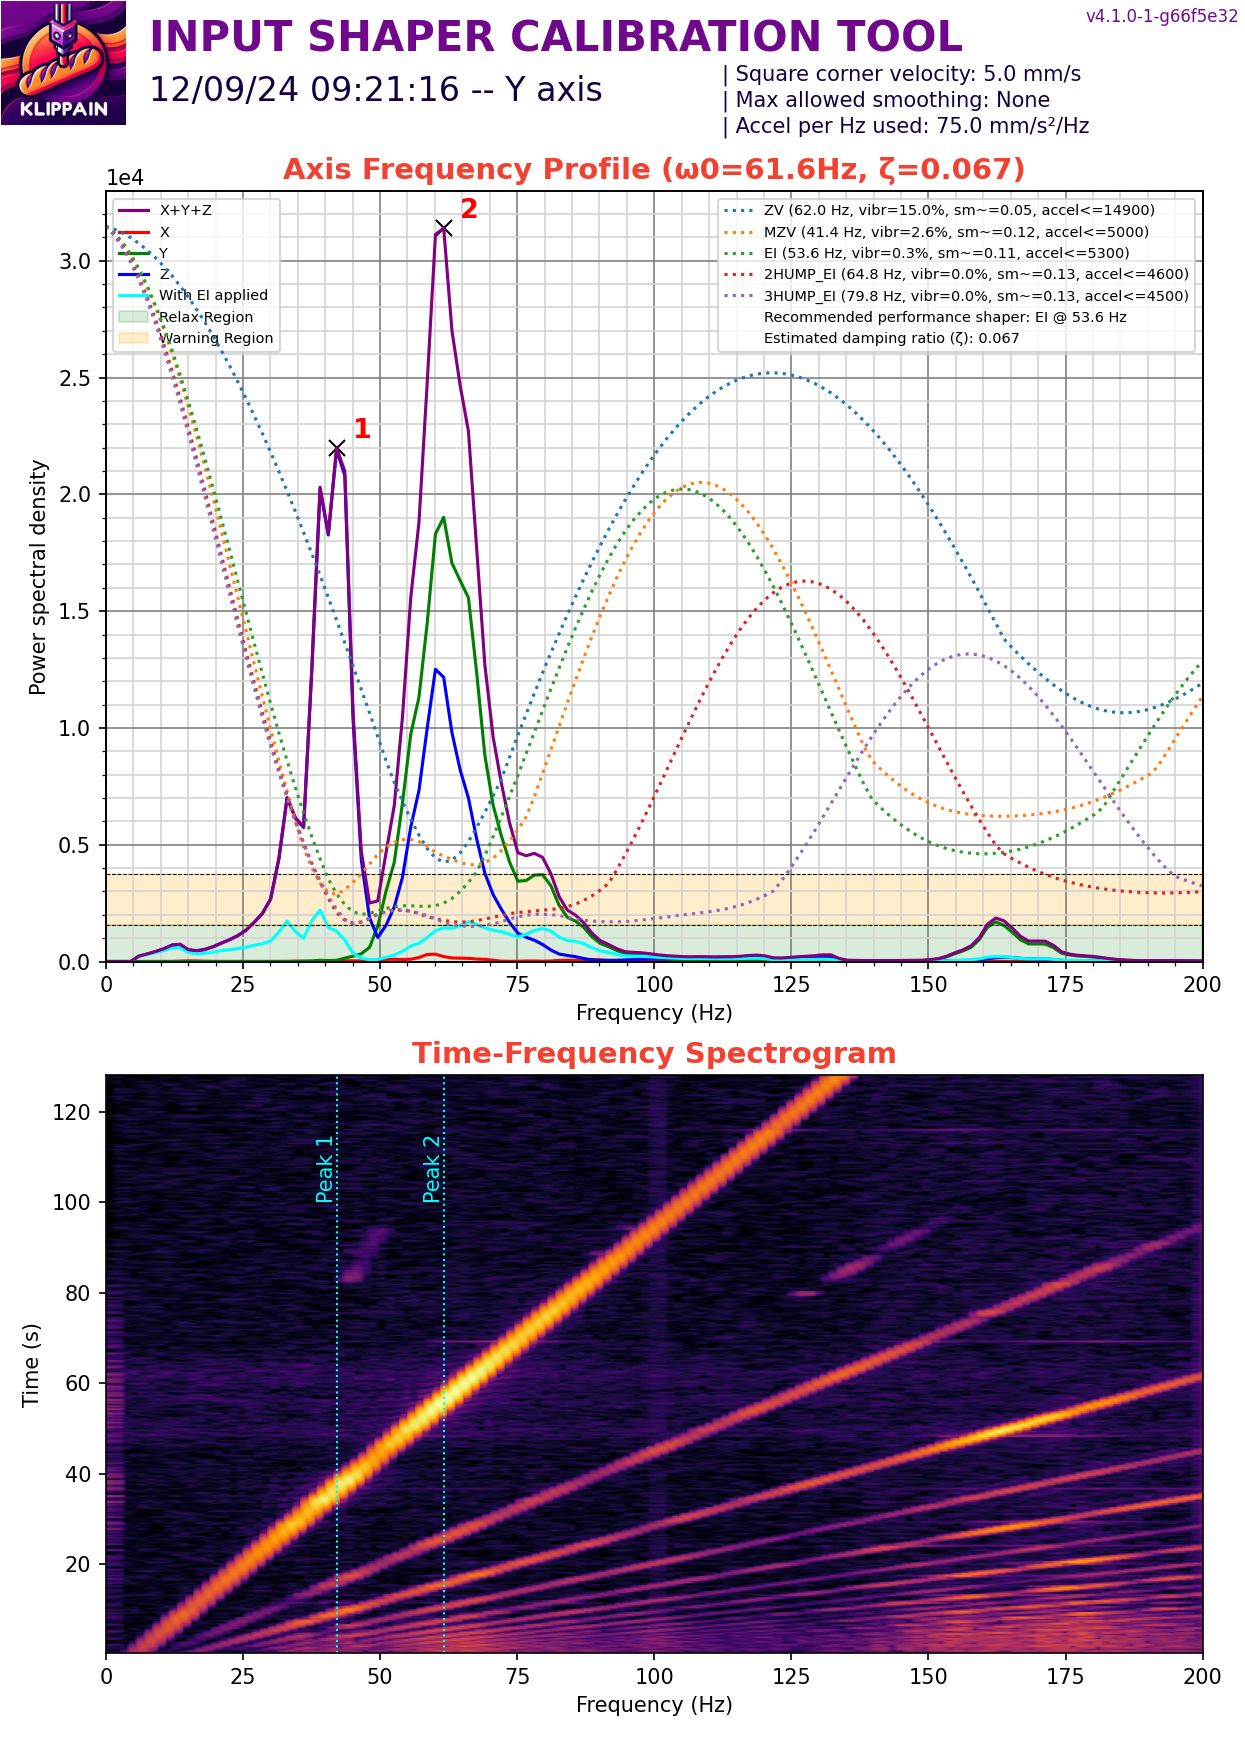 v4.1.0-1-g66f5e32
INPUT SHAPER CALIBRATION TOOL
12/09/24 09:21:16 -- Y axis
| Square corner velocity: 5.0 mm/s
| Max allowed smoothing: None
| Accel per Hz used: 75.0 mm/s²/Hz
KLIPPAIN
Axis Frequency Profile (ω0=61.6Hz, ζ=0.067)
1e4
X+Y+Z
X
Y
Z
With EI applied
Relax Region
Warning Region
ZV (62.0 Hz, vibr=15.0%, sm~=0.05, accel<=14900)
MZV (41.4 Hz, vibr=2.6%, sm~=0.12, accel<=5000)
EI (53.6 Hz, vibr=0.3%, sm~=0.11, accel<=5300)
2HUMP_EI (64.8 Hz, vibr=0.0%, sm~=0.13, accel<=4600)
3HUMP_EI (79.8 Hz, vibr=0.0%, sm~=0.13, accel<=4500)
Recommended performance shaper: EI @ 53.6 Hz
Estimated damping ratio (ζ): 0.067
2
1
3.0
2.5
2.0
1.5
1.0
0.5
0.0
Power spectral density
0 25 50 75 100 125 150 175 200
Frequency (Hz)
Time-Frequency Spectrogram
Peak 1
Peak 2
120
100
80
60
40
20
Time (s)
0 25 50 75 100 125 150 175 200
Frequency (Hz)